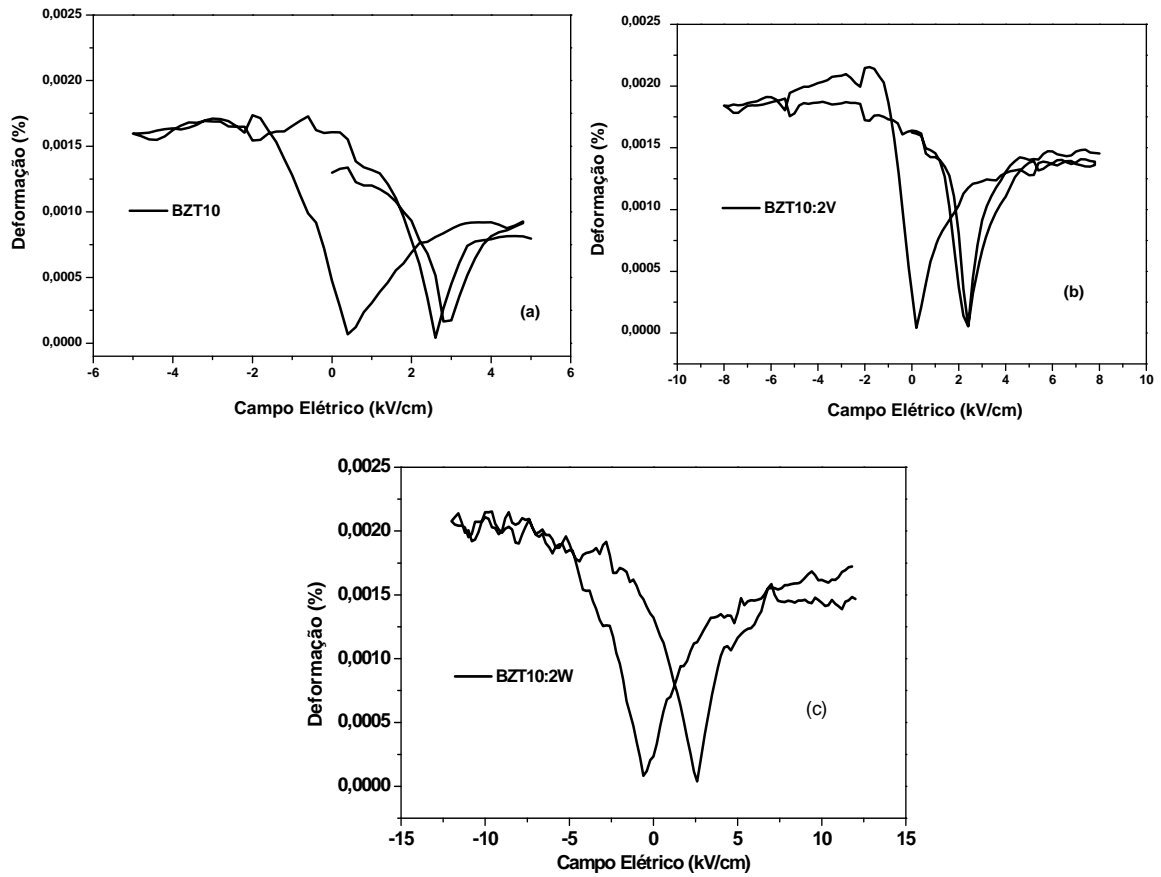 0,0025
0,0020
0,0015
0,0010
0,0005
0,0000
Deformação (%)
BZT10
(a)
-6 -4 -2 0 2 4 6
Campo Elétrico (kV/cm)
0,0025
0,0020
0,0015
0,0010
0,0005
0,0000
Deformação (%)
BZT10:2V
(b)
-10 -8 -6 -4 -2 0 2 4 6 8 10
Campo Elétrico (kV/cm)
0,0025
0,0020
0,0015
0,0010
0,0005
0,0000
Deformação (%)
BZT10:2W
(c)
-15 -10 -5 0 5 10 15
Campo Elétrico (kV/cm)